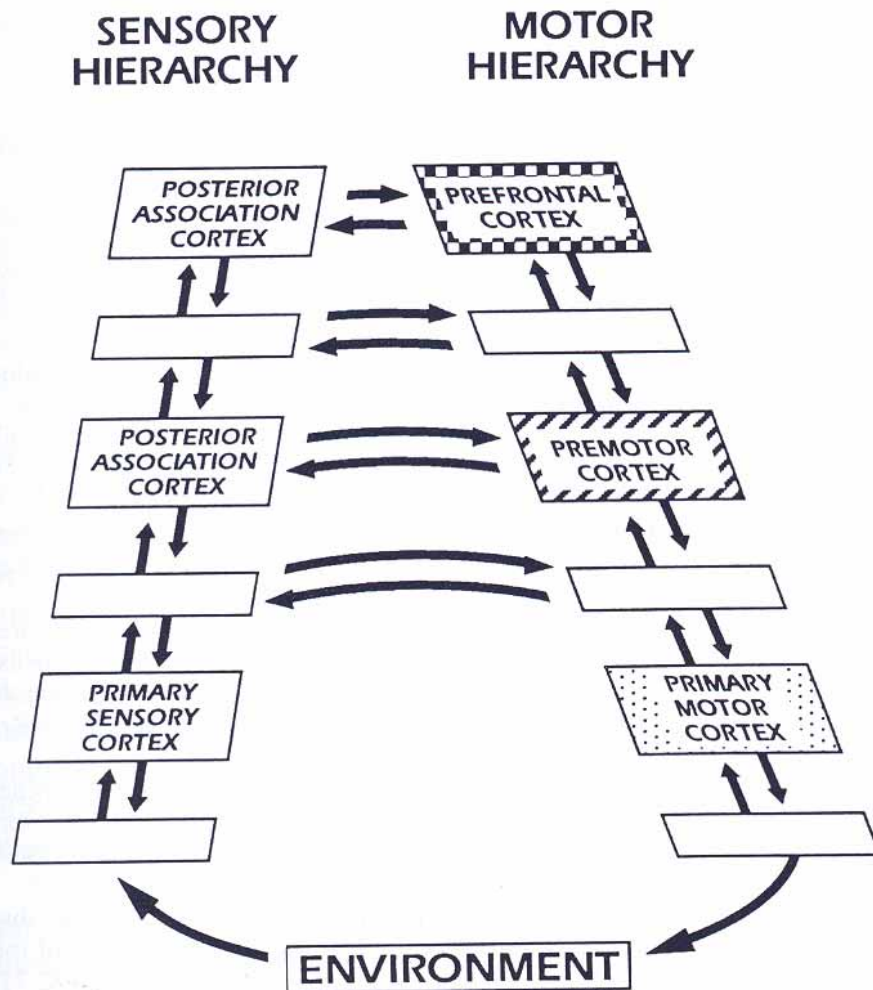 SENSORY
HIERARCHY
MOTOR
HIERARCHY
POSTERIOR
ASSOCIATION
CORTEX
PREFRONTAL
CORTEX
POSTERIOR
ASSOCIATION
CORTEX
PREMOTOR
CORTEX
PRIMARY
SENSORY
CORTEX
PRIMARY
MOTOR
CORTEX
ENVIRONMENT